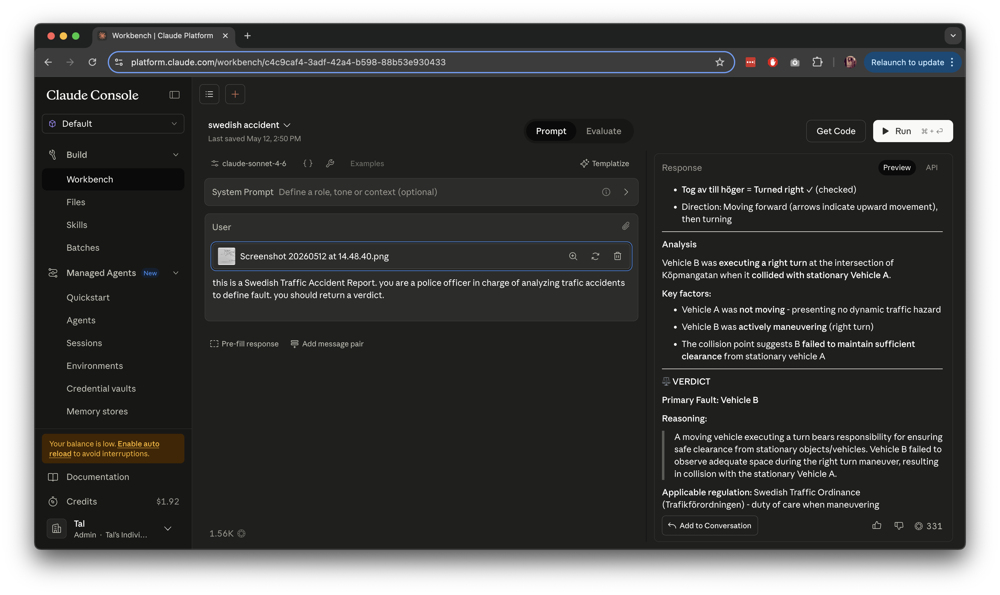 Workbench | Claude Platform
platform.claude.com/workbench/c4c9caf4-3adf-42a4-b598-88b53e930433
Relaunch to update
Claude Console
Default
Build
Workbench
Files
Skills
Batches
Managed Agents New
Quickstart
Agents
Sessions
Environments
Credential vaults
Memory stores
Your balance is low. Enable auto
reload to avoid interruptions.
Documentation
Credits $1.92
Tal
Admin · Tal's Indivi...
swedish accident
Last saved May 12, 2:50 PM
Prompt Evaluate
Get Code
Run ⌘ + ⏎
claude-sonnet-4-6 { } Examples
Templatize
System Prompt Define a role, tone or context (optional)
User
Screenshot 20260512 at 14.48.40.png
this is a Swedish Traffic Accident Report. you are a police officer in charge of analyzing trafic accidents
to define fault. you should return a verdict.
Pre-fill response Add message pair
1.56K
Response
Preview API
• Tog av till höger = Turned right ✓ (checked)
• Direction: Moving forward (arrows indicate upward movement),
then turning
Analysis
Vehicle B was executing a right turn at the intersection of
Köpmangatan when it collided with stationary Vehicle A.
Key factors:
• Vehicle A was not moving - presenting no dynamic traffic hazard
• Vehicle B was actively maneuvering (right turn)
• The collision point suggests B failed to maintain sufficient
clearance from stationary vehicle A
⚖️ VERDICT
Primary Fault: Vehicle B
Reasoning:
A moving vehicle executing a turn bears responsibility for ensuring
safe clearance from stationary objects/vehicles. Vehicle B failed to
observe adequate space during the right turn maneuver, resulting
in collision with the stationary Vehicle A.
Applicable regulation: Swedish Traffic Ordinance
(Trafikförordningen) - duty of care when maneuvering
Add to Conversation
331